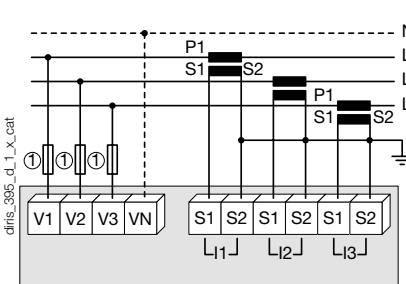 N
P1
L
S1 S2
L
P1
L
S1 S2
① ① ①
V1 V2 V3 VN S1 S2 S1 S2 S1 S2
I1 I2 I3
diris_395_d_1_x_cat